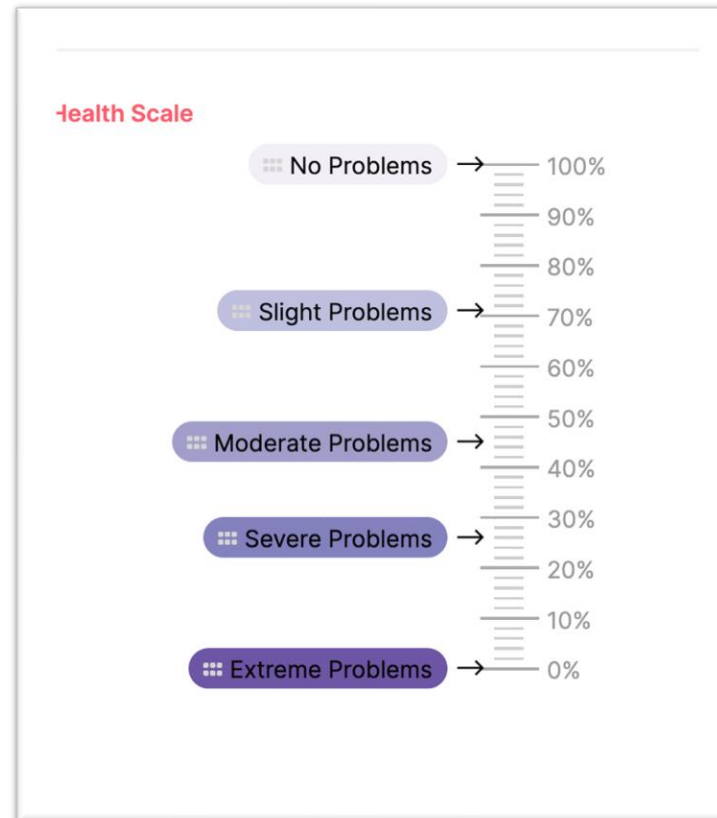 Health Scale
No Problems → 100%
90%
80%
Slight Problems → 70%
60%
50%
Moderate Problems →
40%
30%
Severe Problems →
20%
10%
Extreme Problems → 0%